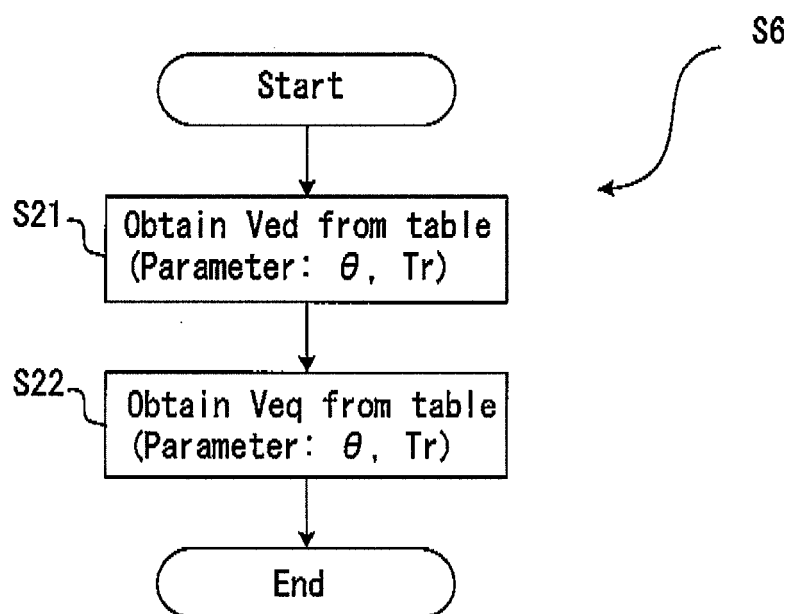 S6
Start
S21
Obtain Ved from table
(Parameter: θ, Tr)
S22
Obtain Veq from table
(Parameter: θ, Tr)
End